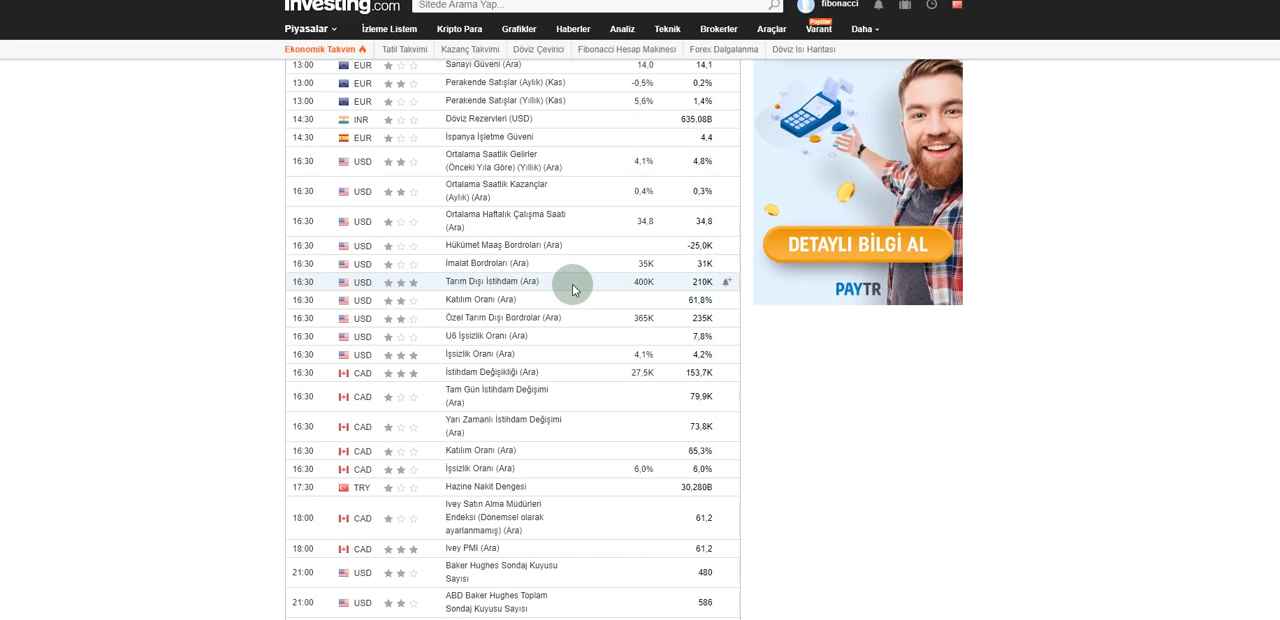 Investing.com
Sitede Arama Yap...
fibonacci
Piyasalar
İzleme Listem
Kripto Para
Grafikler
Haberler
Analiz
Teknik
Brokerler
Araçlar
Popüler
Varant
Daha
Ekonomik Takvim
Tatil Takvimi
Kazanç Takvimi
Döviz Çevirici
Fibonacci Hesap Makinesi
Forex Dalgalanma
Döviz Isı Haritası
13:00 EUR Sanayi Güveni (Ara) 14,0 14,1
13:00 EUR Perakende Satışlar (Aylık) (Kas) -0,5% 0,2%
13:00 EUR Perakende Satışlar (Yıllık) (Kas) 5,6% 1,4%
14:30 INR Döviz Rezervleri (USD) 635,08B
14:30 EUR İspanya İşletme Güveni 4,4
16:30 USD Ortalama Saatlik Gelirler
(Önceki Yıla Göre) (Yıllık) (Ara) 4,1% 4,8%
16:30 USD Ortalama Saatlik Kazançlar
(Aylık) (Ara) 0,4% 0,3%
16:30 USD Ortalama Haftalık Çalışma Saati
(Ara) 34,8 34,8
16:30 USD Hükümet Maaş Bordroları (Ara) -25,0K
16:30 USD İmalat Bordroları (Ara) 35K 31K
16:30 USD Tarım Dışı İstihdam (Ara) 400K 210K
16:30 USD Katılım Oranı (Ara) 61,8%
16:30 USD Özel Tarım Dışı Bordrolar (Ara) 365K 235K
16:30 USD U6 İşsizlik Oranı (Ara) 7,8%
16:30 USD İşsizlik Oranı (Ara) 4,1% 4,2%
16:30 CAD İstihdam Değişikliği (Ara) 27,5K 153,7K
16:30 CAD Tam Gün İstihdam Değişimi
(Ara) 79,9K
16:30 CAD Yarı Zamanlı İstihdam Değişimi
(Ara) 73,8K
16:30 CAD Katılım Oranı (Ara) 65,3%
16:30 CAD İşsizlik Oranı (Ara) 6,0% 6,0%
17:30 TRY Hazine Nakit Dengesi 30,280B
18:00 CAD Ivey Satın Alma Müdürleri
Endeksi (Dönemsel olarak
ayarlanmamış) (Ara) 61,2
18:00 CAD Ivey PMI (Ara) 61,2
21:00 USD Baker Hughes Sondaj Kuyusu
Sayısı 480
21:00 USD ABD Baker Hughes Toplam
Sondaj Kuyusu Sayısı 586
DETAYLI BİLGİ AL
PAYTR